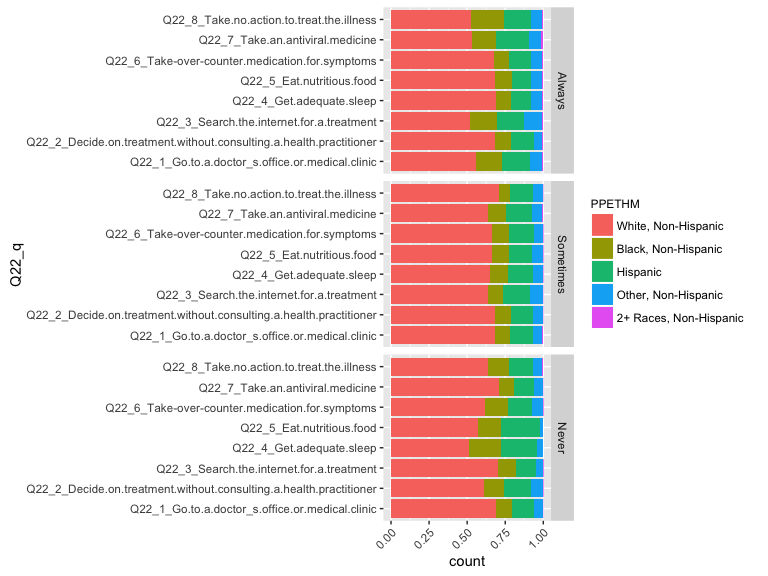 Q22_q
Q22_8_Take.no.action.to.treat.the.illness
Q22_7_Take.an.antiviral.medicine
Q22_6_Take-over-counter.medication.for.symptoms
Q22_5_Eat.nutritious.food
Q22_4_Get.adequate.sleep
Q22_3_Search.the.internet.for.a.treatment
Q22_2_Decide.on.treatment.without.consulting.a.health.practitioner
Q22_1_Go.to.a.doctor_s.office.or.medical.clinic
Always
Q22_8_Take.no.action.to.treat.the.illness
Q22_7_Take.an.antiviral.medicine
Q22_6_Take-over-counter.medication.for.symptoms
Q22_5_Eat.nutritious.food
Q22_4_Get.adequate.sleep
Q22_3_Search.the.internet.for.a.treatment
Q22_2_Decide.on.treatment.without.consulting.a.health.practitioner
Q22_1_Go.to.a.doctor_s.office.or.medical.clinic
Sometimes
Q22_8_Take.no.action.to.treat.the.illness
Q22_7_Take.an.antiviral.medicine
Q22_6_Take-over-counter.medication.for.symptoms
Q22_5_Eat.nutritious.food
Q22_4_Get.adequate.sleep
Q22_3_Search.the.internet.for.a.treatment
Q22_2_Decide.on.treatment.without.consulting.a.health.practitioner
Q22_1_Go.to.a.doctor_s.office.or.medical.clinic
Never
0.00
0.25
0.50
0.75
1.00
count
PPETHM
White, Non-Hispanic
Black, Non-Hispanic
Hispanic
Other, Non-Hispanic
2+ Races, Non-Hispanic